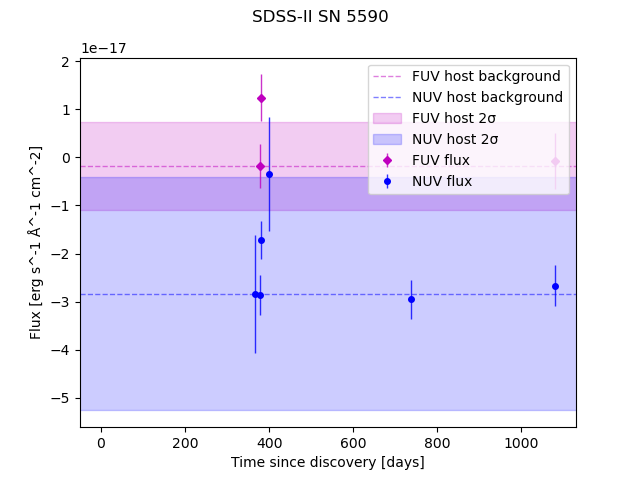 SDSS-II SN 5590
1e−17
FUV host background
NUV host background
FUV host 2σ
NUV host 2σ
FUV flux
NUV flux
2
1
0
−1
−2
−3
−4
−5
Flux [erg s^-1 Å^-1 cm^-2]
0 200 400 600 800 1000
Time since discovery [days]